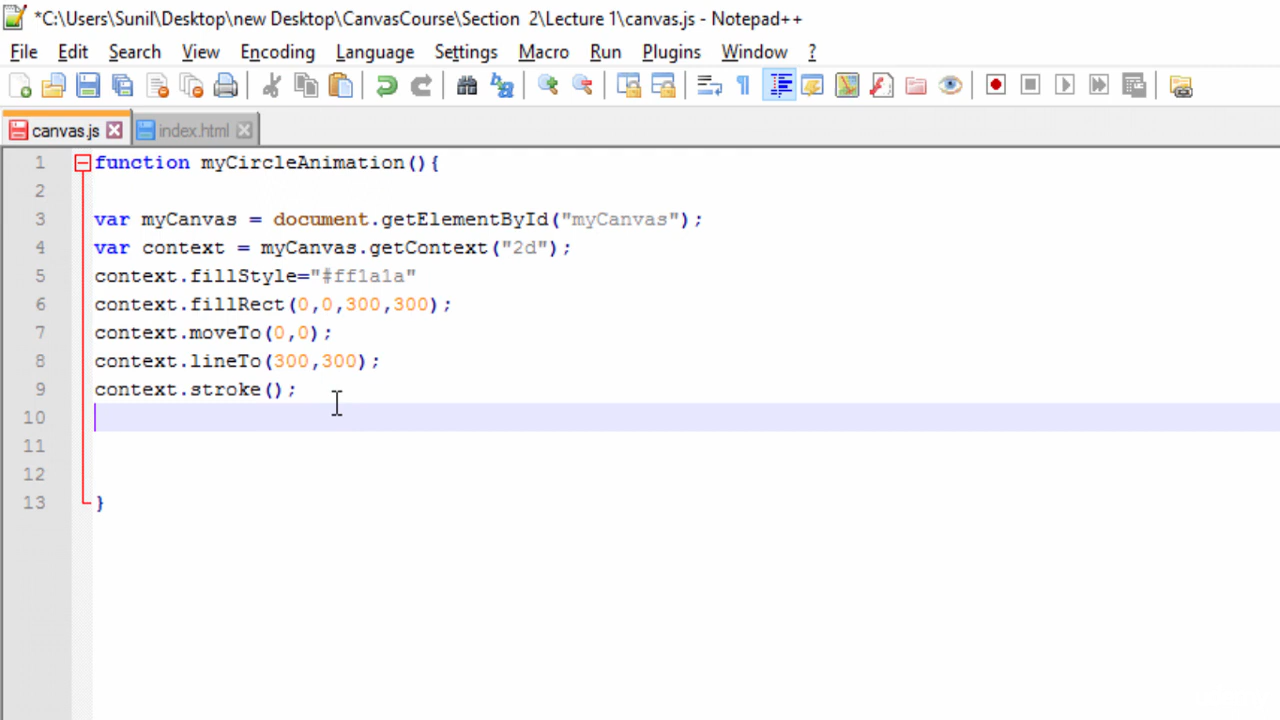 *C:\Users\Sunil\Desktop\new Desktop\CanvasCourse\Section  2\Lecture 1\canvas.js - Notepad++
File Edit Search View Encoding Language Settings Macro Run Plugins Window ?
canvas.js index.html
1 function myCircleAnimation(){
2
3 var myCanvas = document.getElementById("myCanvas");
4 var context = myCanvas.getContext("2d");
5 context.fillStyle="#ff1a1a"
6 context.fillRect(0,0,300,300);
7 context.moveTo(0,0);
8 context.lineTo(300,300);
9 context.stroke();
10
11
12
13 }